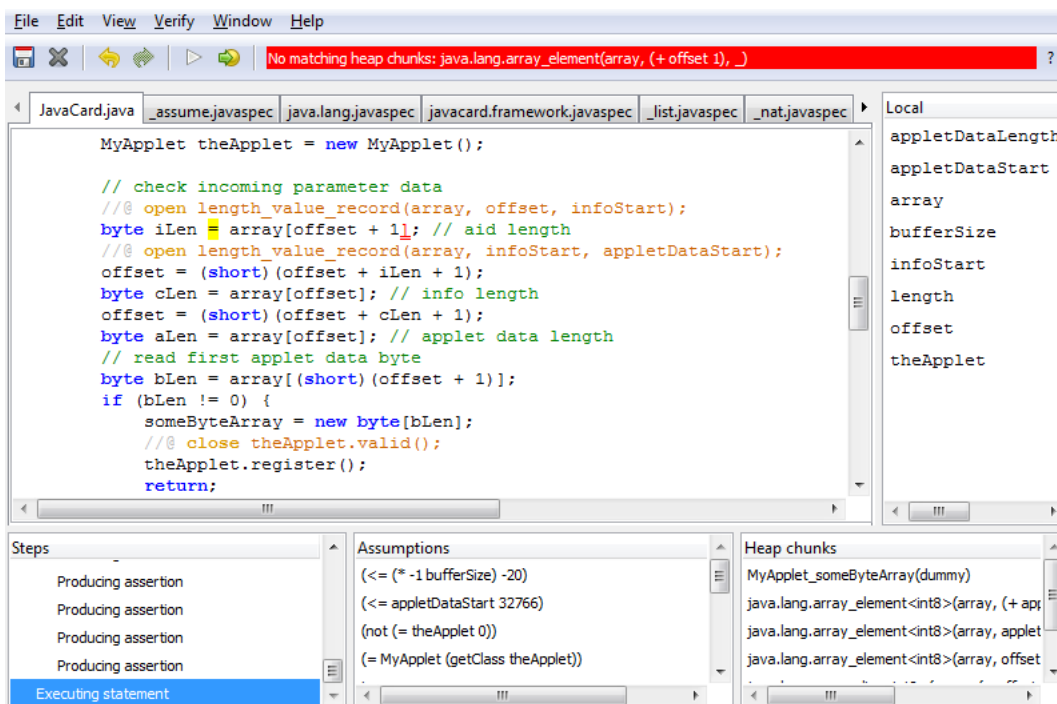 File Edit View Verify Window Help
No matching heap chunks: java.lang.array_element(array, (+ offset 1), _)
?
JavaCard.java _assume.javaspec java.lang.javaspec javacard.framework.javaspec _list.javaspec _nat.javaspec
MyApplet theApplet = new MyApplet();
// check incoming parameter data
//@ open length_value_record(array, offset, infoStart);
byte iLen = array[offset + 1]; // aid length
//@ open length_value_record(array, infoStart, appletDataStart);
offset = (short)(offset + iLen + 1);
byte cLen = array[offset]; // info length
offset = (short)(offset + cLen + 1);
byte aLen = array[offset]; // applet data length
// read first applet data byte
byte bLen = array[(short)(offset + 1)];
if (bLen != 0) {
someByteArray = new byte[bLen];
//@ close theApplet.valid();
theApplet.register();
return;
Local
appletDataLength
appletDataStart
array
bufferSize
infoStart
length
offset
theApplet
Steps
Producing assertion
Producing assertion
Producing assertion
Producing assertion
Executing statement
Assumptions
(<= (* -1 bufferSize) -20)
(<= appletDataStart 32766)
(not (= theApplet 0))
(= MyApplet (getClass theApplet))
Heap chunks
MyApplet_someByteArray(dummy)
java.lang.array_element<int8>(array, (+ app
java.lang.array_element<int8>(array, applet
java.lang.array_element<int8>(array, offset